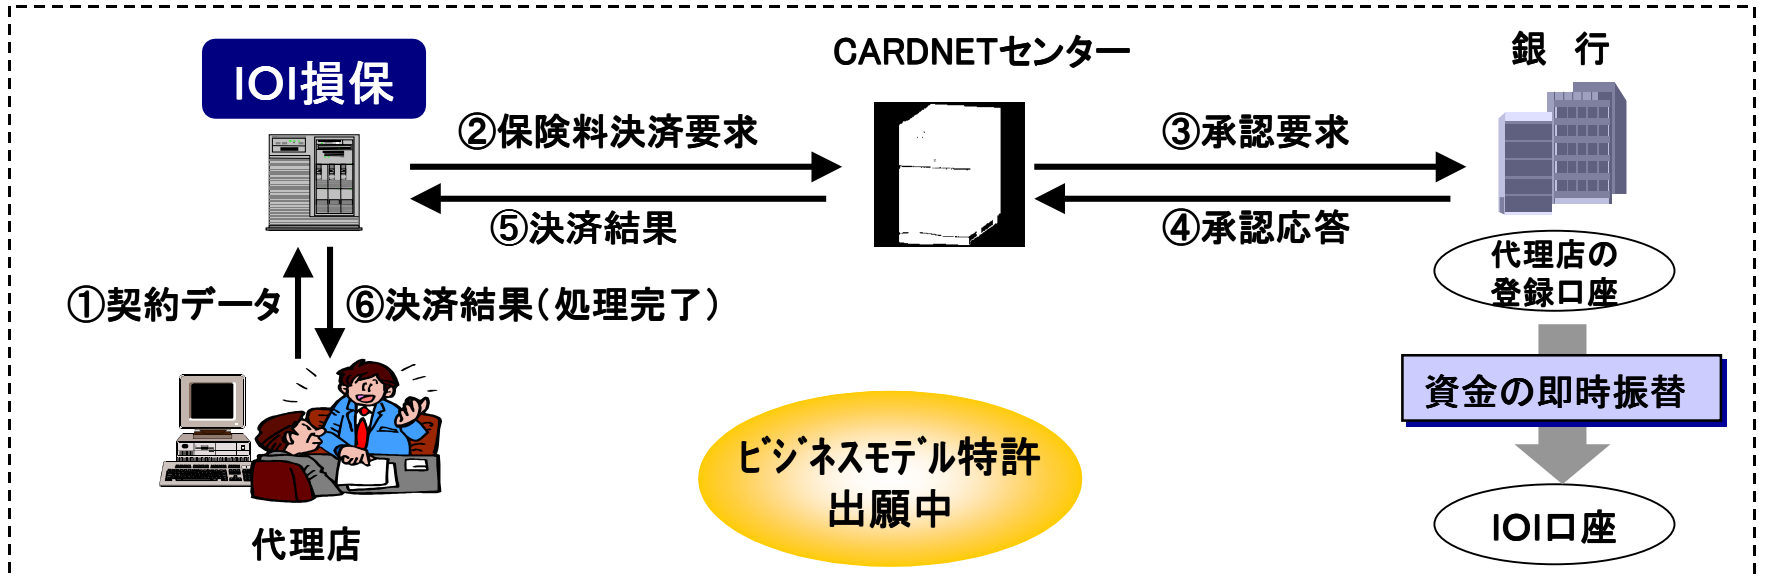 IOI損保
CARDNETセンター
銀　行
②保険料決済要求
③承認要求
⑤決済結果
④承認応答
代理店の
登録口座
①契約データ
⑥決済結果（処理完了）
資金の即時振替
ﾋﾞｼﾞﾈｽﾓﾃﾞﾙ特許
出願中
IOI口座
代理店